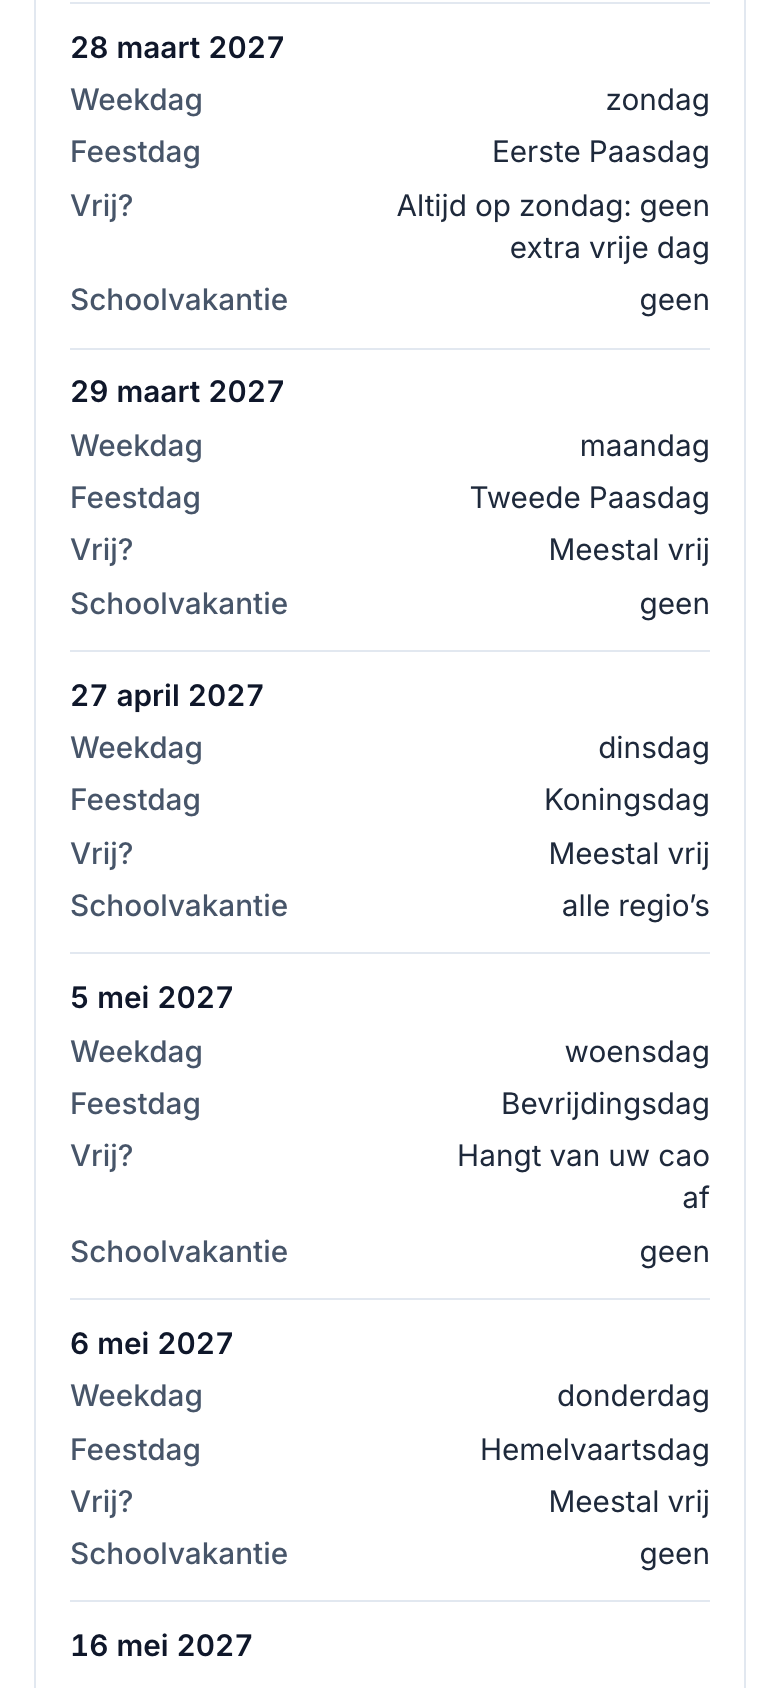 28 maart 2027
Weekdag zondag
Feestdag Eerste Paasdag
Vrij? Altijd op zondag: geen
extra vrije dag
Schoolvakantie geen
29 maart 2027
Weekdag maandag
Feestdag Tweede Paasdag
Vrij? Meestal vrij
Schoolvakantie geen
27 april 2027
Weekdag dinsdag
Feestdag Koningsdag
Vrij? Meestal vrij
Schoolvakantie alle regio’s
5 mei 2027
Weekdag woensdag
Feestdag Bevrijdingsdag
Vrij? Hangt van uw cao
af
Schoolvakantie geen
6 mei 2027
Weekdag donderdag
Feestdag Hemelvaartsdag
Vrij? Meestal vrij
Schoolvakantie geen
16 mei 2027